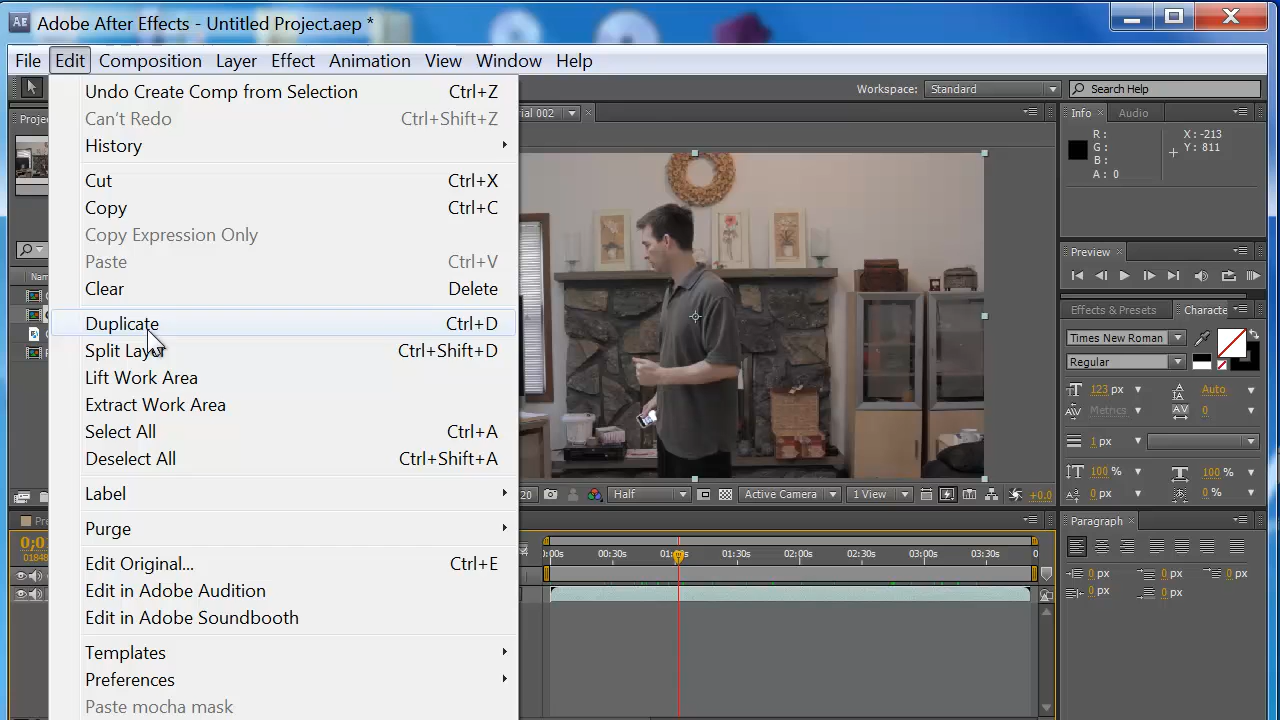 AE Adobe After Effects - Untitled Project.aep *
File Edit Composition Layer Effect Animation View Window Help
Undo Create Comp from Selection Ctrl+Z
Can't Redo Ctrl+Shift+Z
History
Cut Ctrl+X
Copy Ctrl+C
Copy Expression Only
Paste Ctrl+V
Clear Delete
Duplicate Ctrl+D
Split Ctrl+Shift+D
Lift Work Area
Extract Work Area
Select All Ctrl+A
Deselect All Ctrl+Shift+A
Label
Purge
Edit Original... Ctrl+E
Edit in Adobe Audition
Edit in Adobe Soundbooth
Templates
Preferences
Paste mocha mask
Workspace: Standard
Search Help
002
Info Audio
R: X: -213
G: Y: 811
B:
A: 0
Preview
Effects & Presets
Times New Roman
Regular
123 px Auto
Metrics 0
1 px
100 % 100 %
0 px 0 %
Paragraph
0 px 0 px 0 px
0 px 0 px
Half Active Camera 1 View +0.0
00:30s 01:30s 02:00s 02:30s 03:00s 03:30s